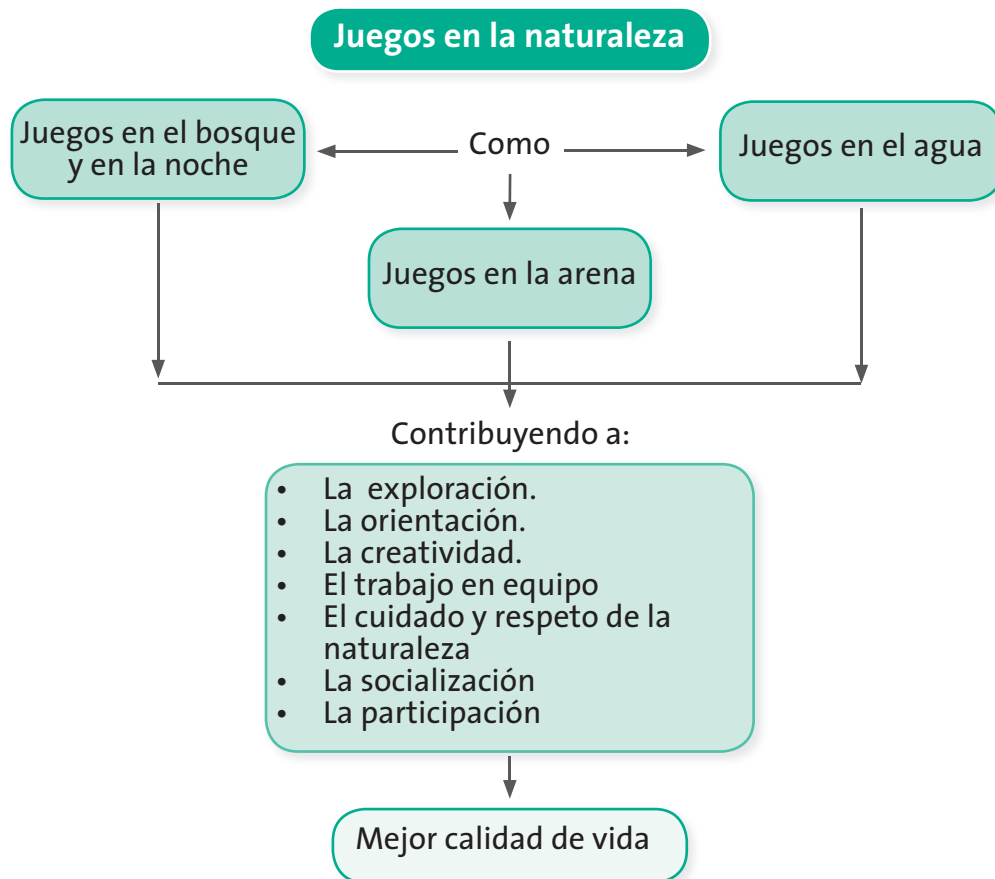 Juegos en la naturaleza
Juegos en el bosque
y en la noche
Como
Juegos en el agua
Juegos en la arena
Contribuyendo a:
• La exploración.
• La orientación.
• La creatividad.
• El trabajo en equipo
• El cuidado y respeto de la
naturaleza
• La socialización
• La participación
Mejor calidad de vida